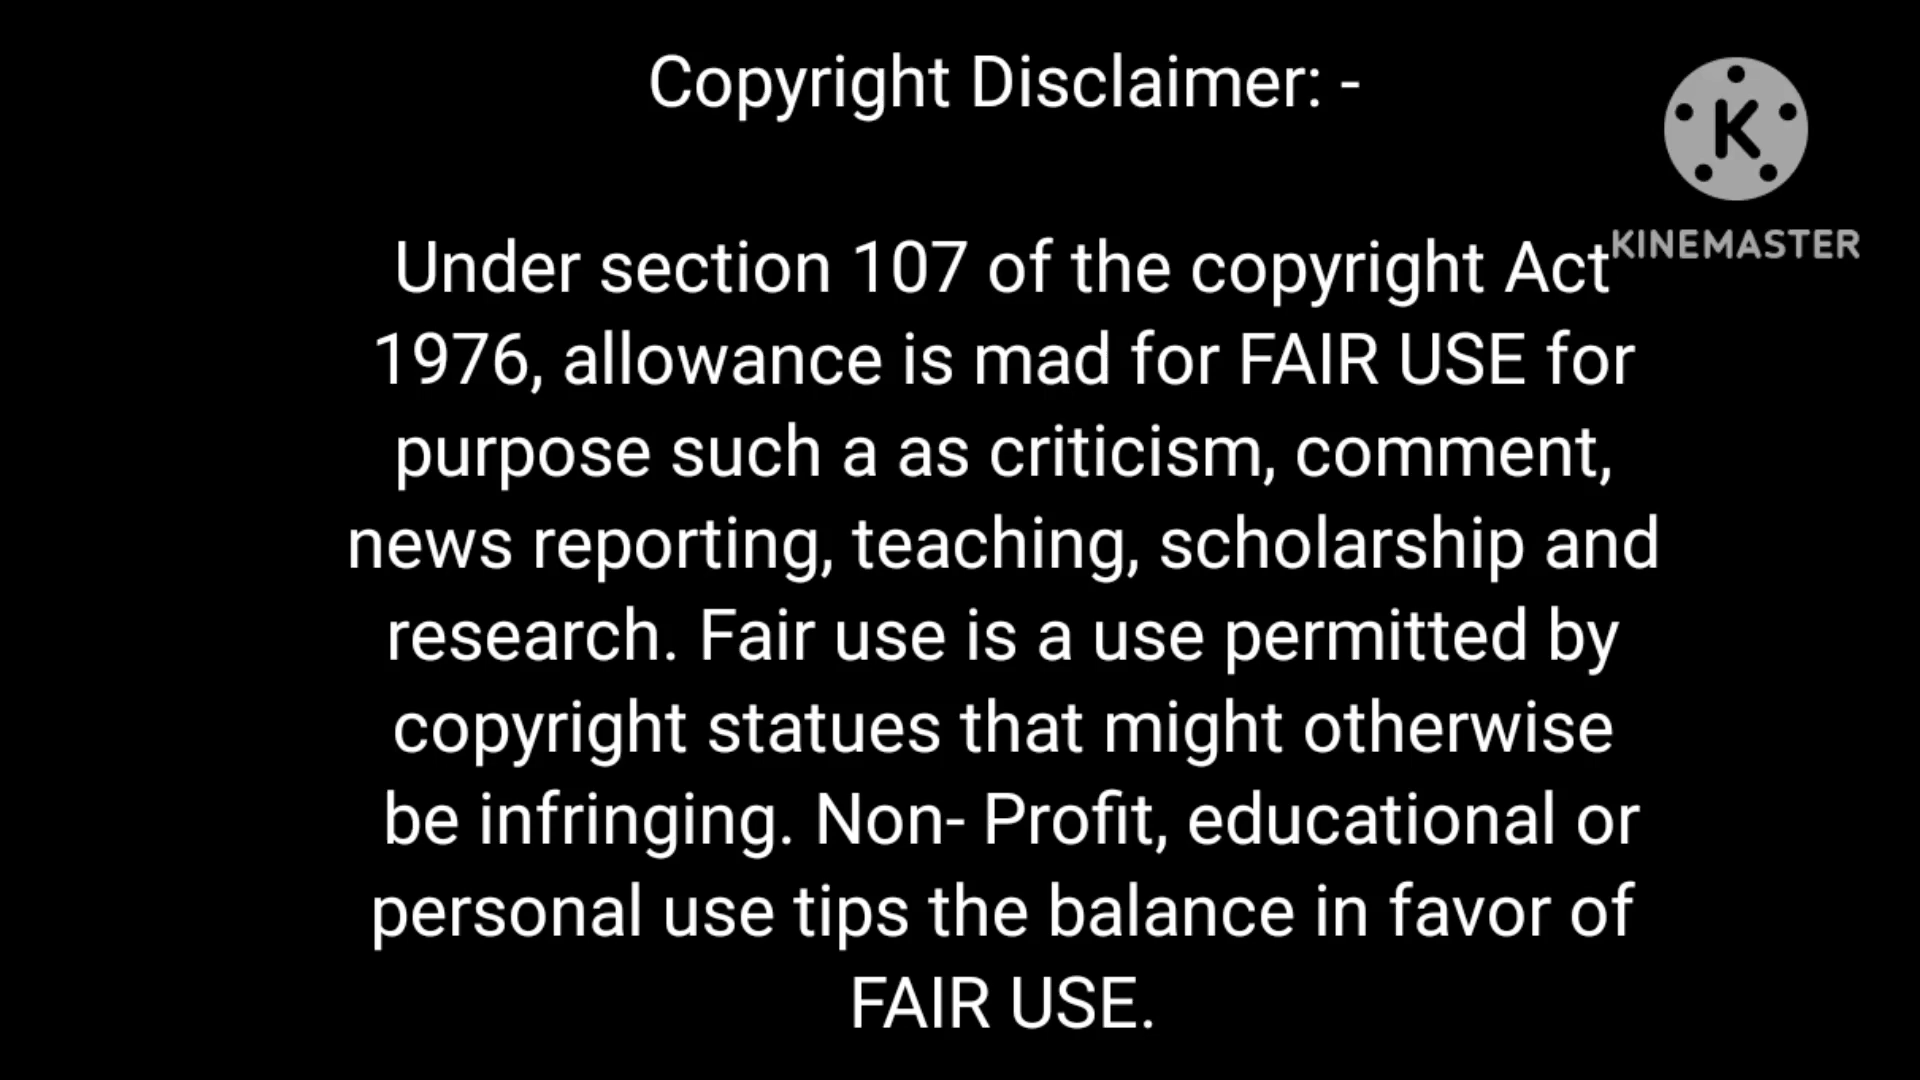 Copyright Disclaimer: -
K
KINEMASTER
Under section 107 of the copyright Act
1976, allowance is mad for FAIR USE for
purpose such a as criticism, comment,
news reporting, teaching, scholarship and
research. Fair use is a use permitted by
copyright statues that might otherwise
be infringing. Non- Profit, educational or
personal use tips the balance in favor of
FAIR USE.